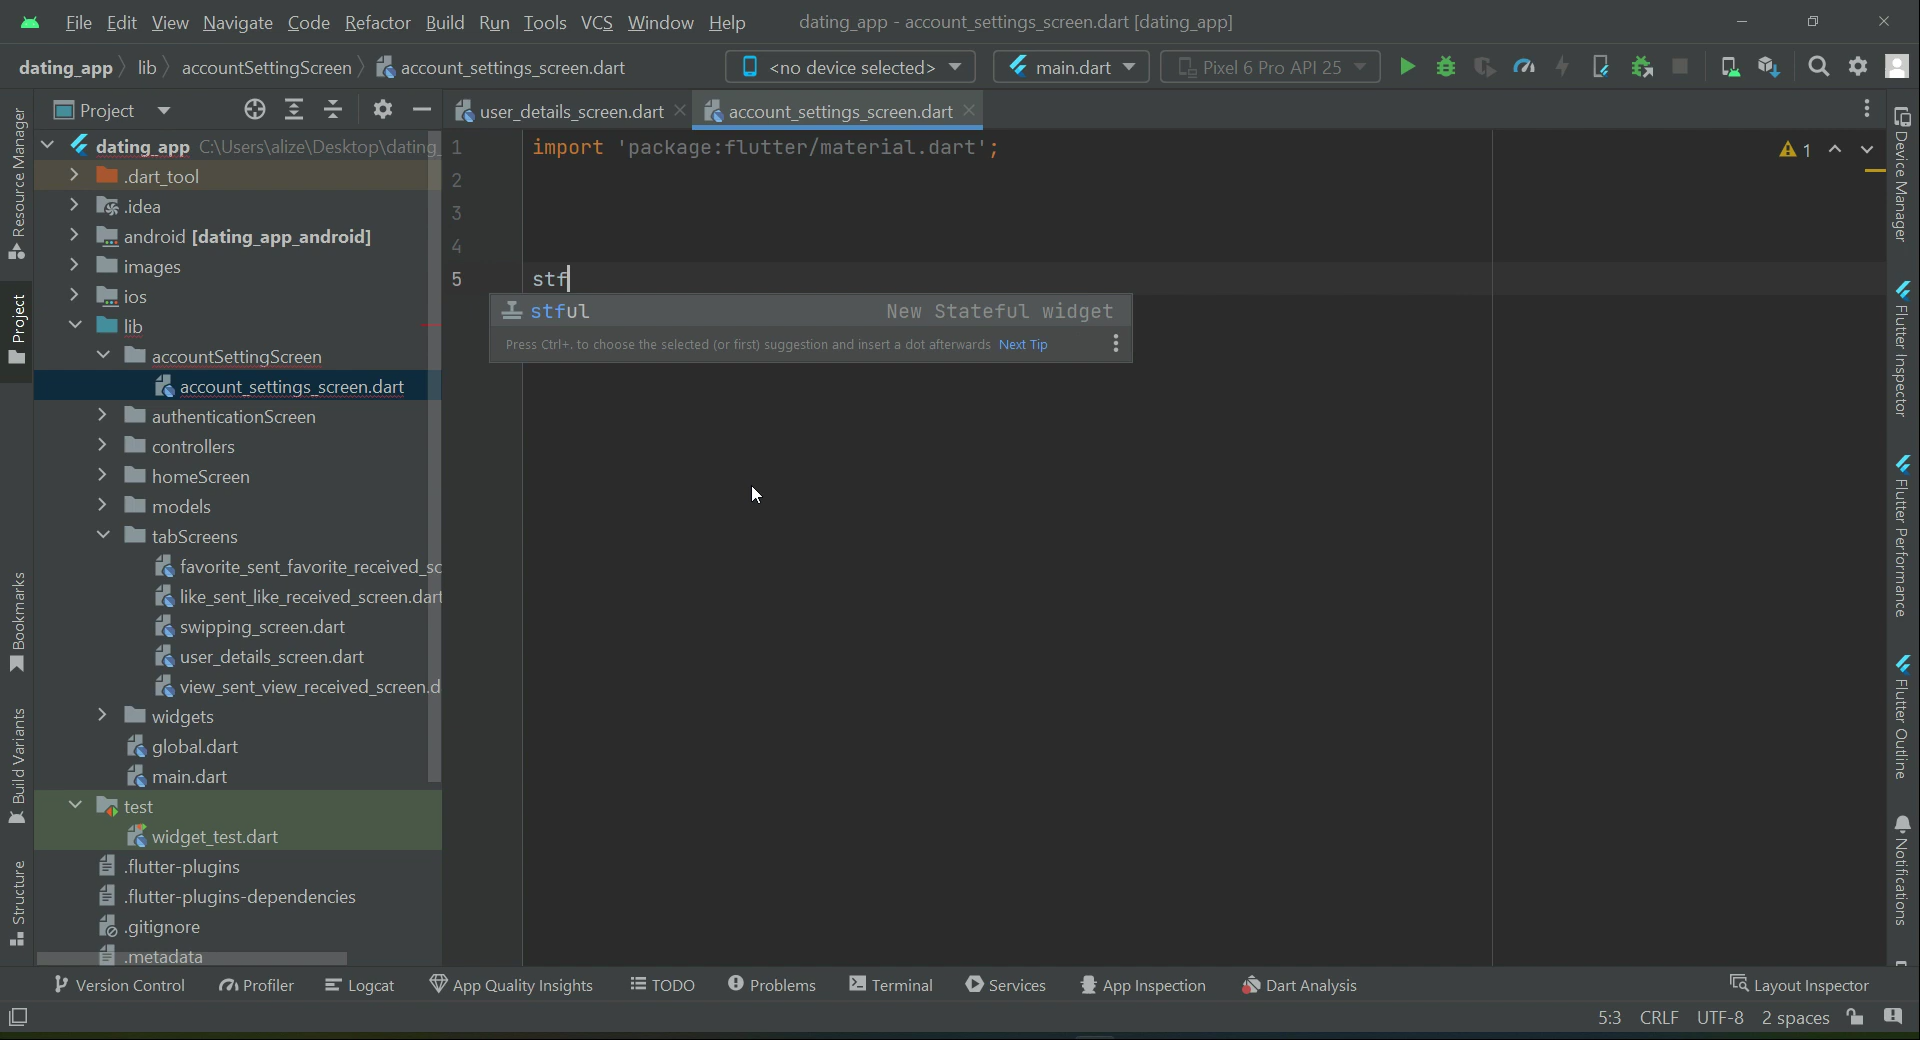 File Edit View Navigate Code Refactor Build Run Tools VCS Window Help dating_app - account_settings_screen.dart [dating_app]
dating_app lib accountSettingScreen account_settings_screen.dart <no device selected> main.dart Pixel 6 Pro API 25
Project
user_details_screen.dart account_settings_screen.dart
Resource Manager
Project
Bookmarks
Build Variants
Structure
dating_app C:\Users\alize\Desktop\dating_
.dart_tool
.idea
android [dating_app_android]
images
ios
lib
accountSettingScreen
account_settings_screen.dart
authenticationScreen
controllers
homeScreen
models
tabScreens
favorite_sent_favorite_received_sc
like_sent_like_received_screen.dart
swipping_screen.dart
user_details_screen.dart
view_sent_view_received_screen.d
widgets
global.dart
main.dart
test
widget_test.dart
.flutter-plugins
.flutter-plugins-dependencies
.gitignore
.metadata
1 import 'package:flutter/material.dart';
2
3
4
5 stf
1
stful New Stateful widget
Press Ctrl+. to choose the selected (or first) suggestion and insert a dot afterwards Next Tip
Device Manager
Flutter Inspector
Flutter Performance
Flutter Outline
Notifications
Version Control Profiler Logcat App Quality Insights TODO Problems Terminal Services App Inspection Dart Analysis Layout Inspector
5:3 CRLF UTF-8 2 spaces